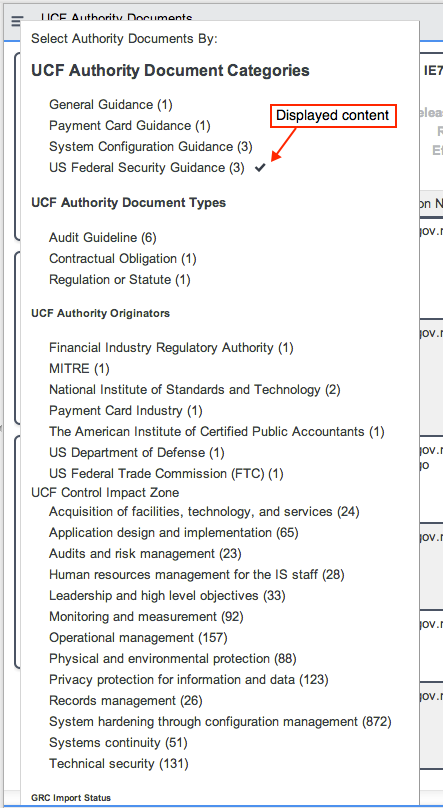 UCF Authority Documents
Select Authority Documents By:
UCF Authority Document Categories
IE7
General Guidance (1)
Payment Card Guidance (1)
Displayed content
System Configuration Guidance (3)
US Federal Security Guidance (3)
UCF Authority Document Types
on N
Audit Guideline (6)
Contractual Obligation (1)
Regulation or Statute (1)
UCF Authority Originators
Financial Industry Regulatory Authority (1)
MITRE (1)
National Institute of Standards and Technology (2)
Payment Card Industry (1)
The American Institute of Certified Public Accountants (1)
US Department of Defense (1)
US Federal Trade Commission (FTC) (1)
UCF Control Impact Zone
Acquisition of facilities, technology, and services (24)
Application design and implementation (65)
Audits and risk management (23)
Human resources management for the IS staff (28)
Leadership and high level objectives (33)
Monitoring and measurement (92)
Operational management (157)
Physical and environmental protection (88)
Privacy protection for information and data (123)
Records management (26)
System hardening through configuration management (872)
Systems continuity (51)
Technical security (131)
GRC Import Status